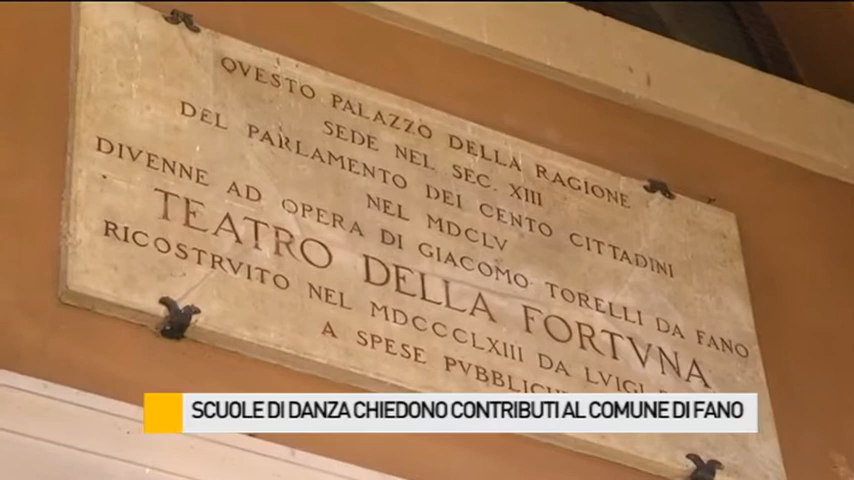 QVESTO PALAZZO DELLA RAGIONE
SEDE NEL SEC. XIII
DEL PARLAMENTO DEI CENTO CITTADINI
NEL MDCLV
DIVENNE AD OPERA DI GIACOMO TORELLI DA FANO
TEATRO DELLA FORTVNA
RICOSTRVITO NEL MDCCCLXIII DA LVIGI
A SPESE
SCUOLE DI DANZA CHIEDONO CONTRIBUTI AL COMUNE DI FANO